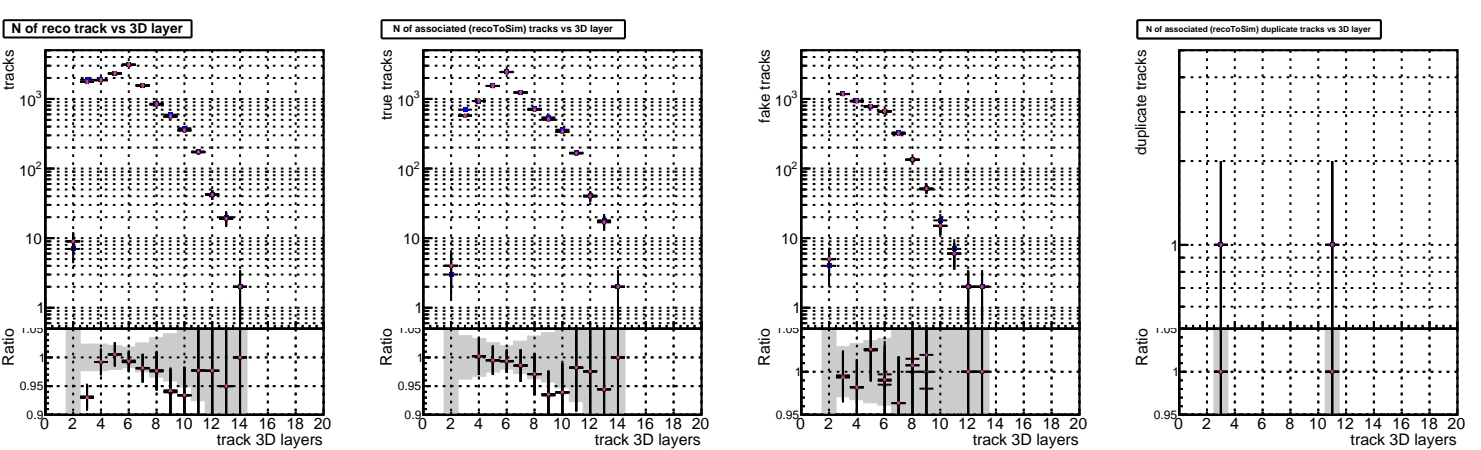 N of reco track vs 3D layer
true tracks
10³
10²
10
1
Ratio
1.05
1
0.95
0.9
0 2 4 6 8 10 12 14 16 18 20
track 3D layers
N of associated (recoToSim) tracks vs 3D layer
true tracks
10³
10²
10
1
Ratio
1.05
1
0.95
0.9
0 2 4 6 8 10 12 14 16 18 20
track 3D layers
fake tracks
10³
10²
10
1
Ratio
1
0.95
0 2 4 6 8 10 12 14 16 18 20
track 3D layers
N of associated (recoToSim) duplicate tracks vs 3D layer
duplicate tracks
1
Ratio
1.05
1
0.95
0 2 4 6 8 10 12 14 16 18 20
track 3D layers